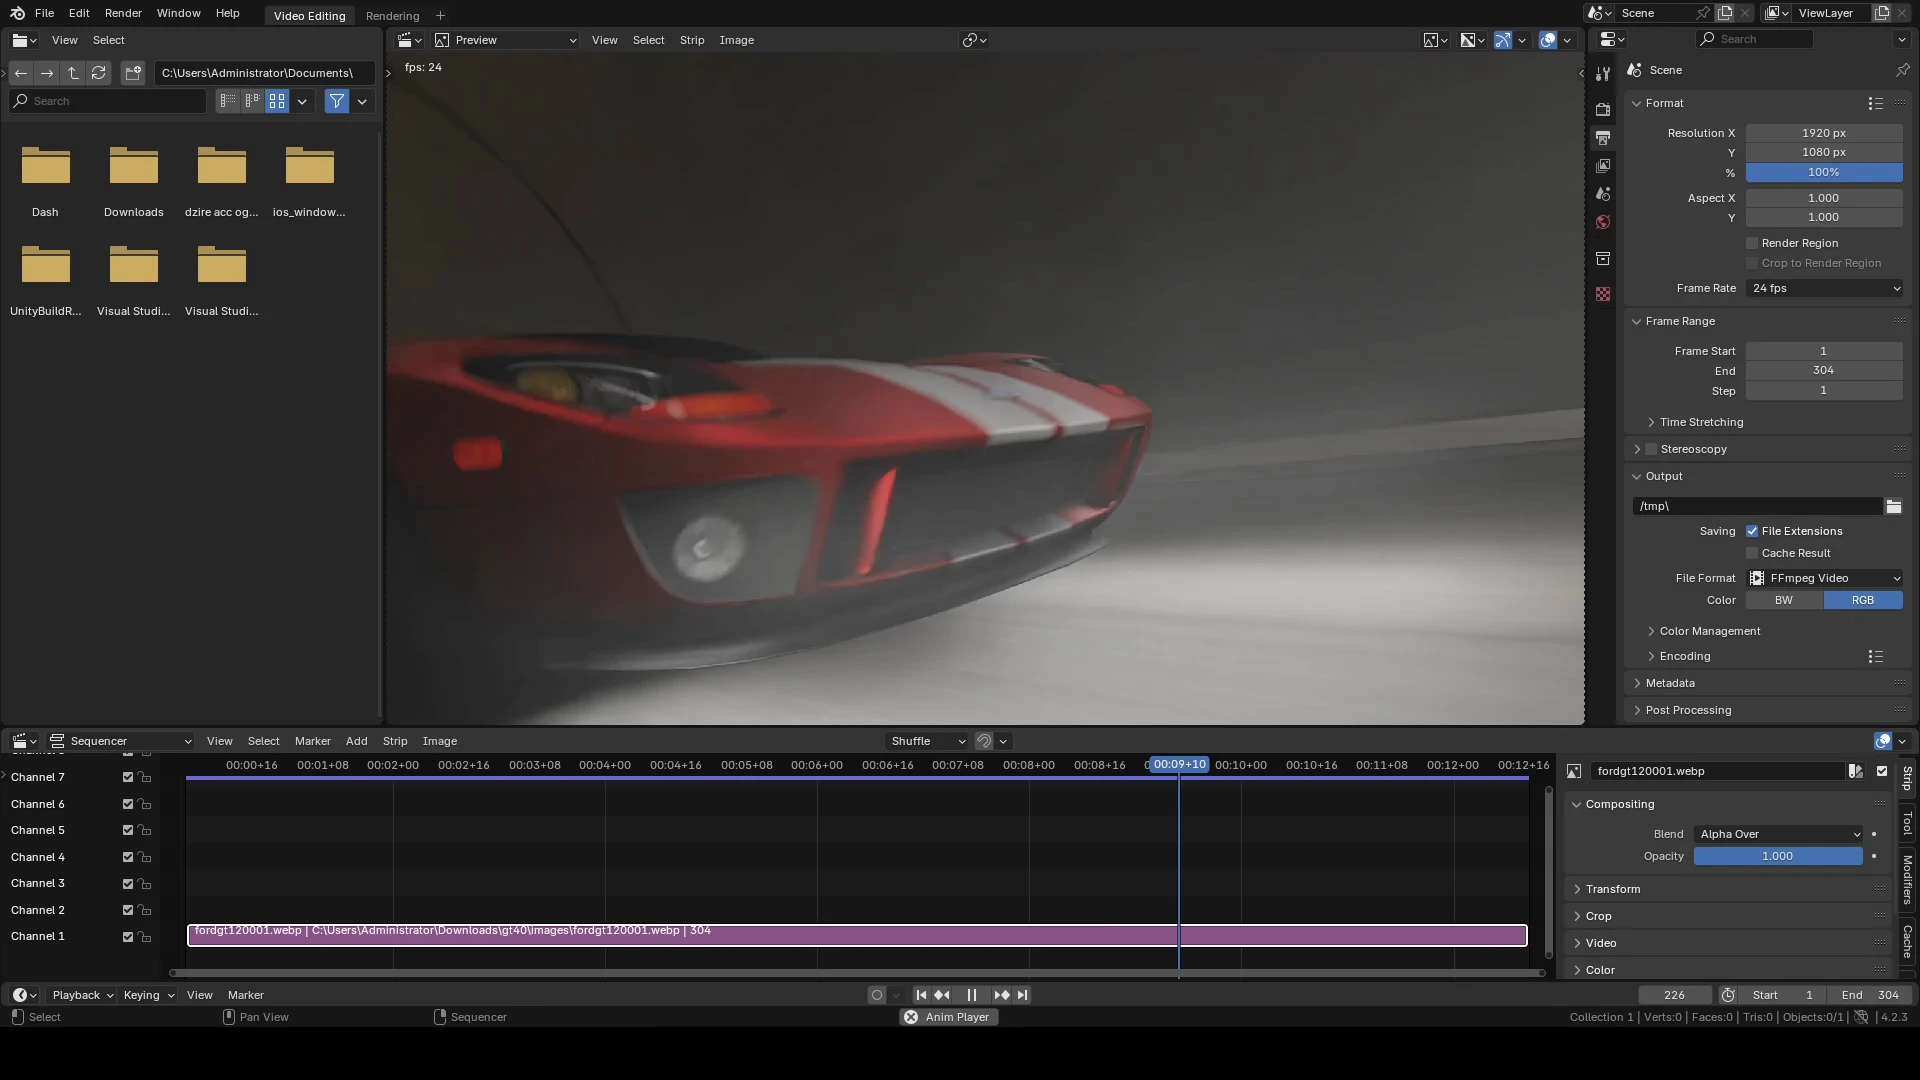 File Edit Render Window Help Video Editing Rendering + Scene ViewLayer
View Select Preview View Select Strip Image Search
C:\Users\Administrator\Documents\
fps: 24
Scene
Search
Format
Resolution X 1920 px
Y 1080 px
% 100%
Aspect X 1.000
Y 1.000
Render Region
Crop to Render Region
Frame Rate 24 fps
Dash Downloads dzire acc og... ios_window...
UnityBuildR... Visual Studi... Visual Studi...
Frame Range
Frame Start 1
End 304
Step 1
Time Stretching
Stereoscopy
Output
/tmp\
Saving File Extensions
Cache Result
File Format FFmpeg Video
Color BW RGB
Color Management
Encoding
Metadata
Post Processing
Sequencer View Select Marker Add Strip Image Shuffle
00:00+16 00:01+08 00:02+00 00:02+16 00:03+08 00:04+00 00:04+16 00:05+08 00:06+00 00:06+16 00:07+08 00:08+00 00:08+16 00:09+10 00:10+00 00:10+16 00:11+08 00:12+00 00:12+16
Channel 7
Channel 6
Channel 5
Channel 4
Channel 3
Channel 2
Channel 1
fordgt120001.webp | C:\Users\Administrator\Downloads\gt40\images\fordgt120001.webp | 304
fordgt120001.webp
Compositing
Blend Alpha Over
Opacity 1.000
Transform
Crop
Video
Color
Strip
Tool
Modifiers
Cache
Playback Keying View Marker 226 Start 1 End 304
Select Pan View Sequencer Anim Player Collection 1 | Verts:0 | Faces:0 | Tris:0 | Objects:0/1 | 4.2.3